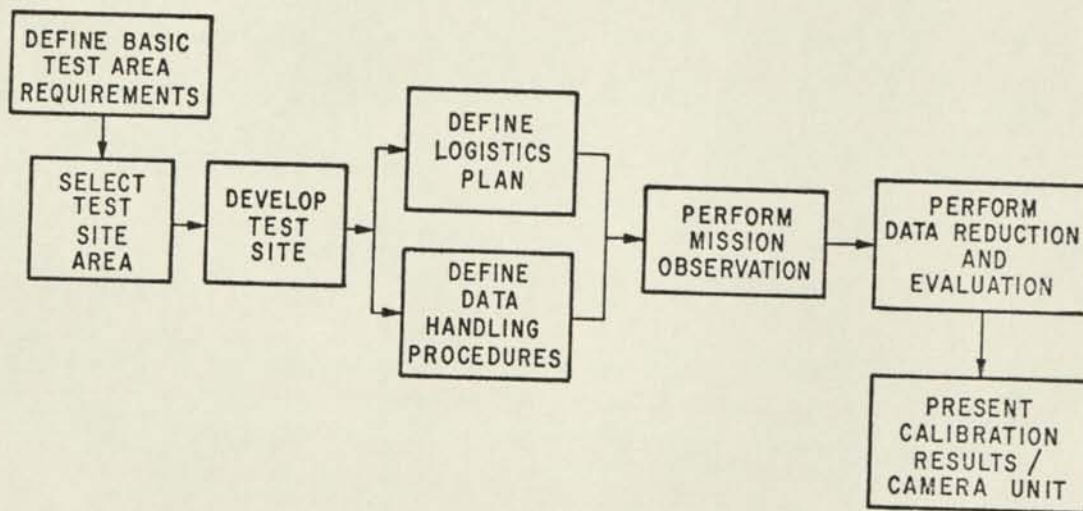 DEFINE BASIC
TEST AREA
REQUIREMENTS
SELECT
TEST
SITE
AREA
DEVELOP
TEST
SITE
DEFINE
LOGISTICS
PLAN
DEFINE
DATA
HANDLING
PROCEDURES
PERFORM
MISSION
OBSERVATION
PERFORM
DATA REDUCTION
AND
EVALUATION
PRESENT
CALIBRATION
RESULTS /
CAMERA UNIT